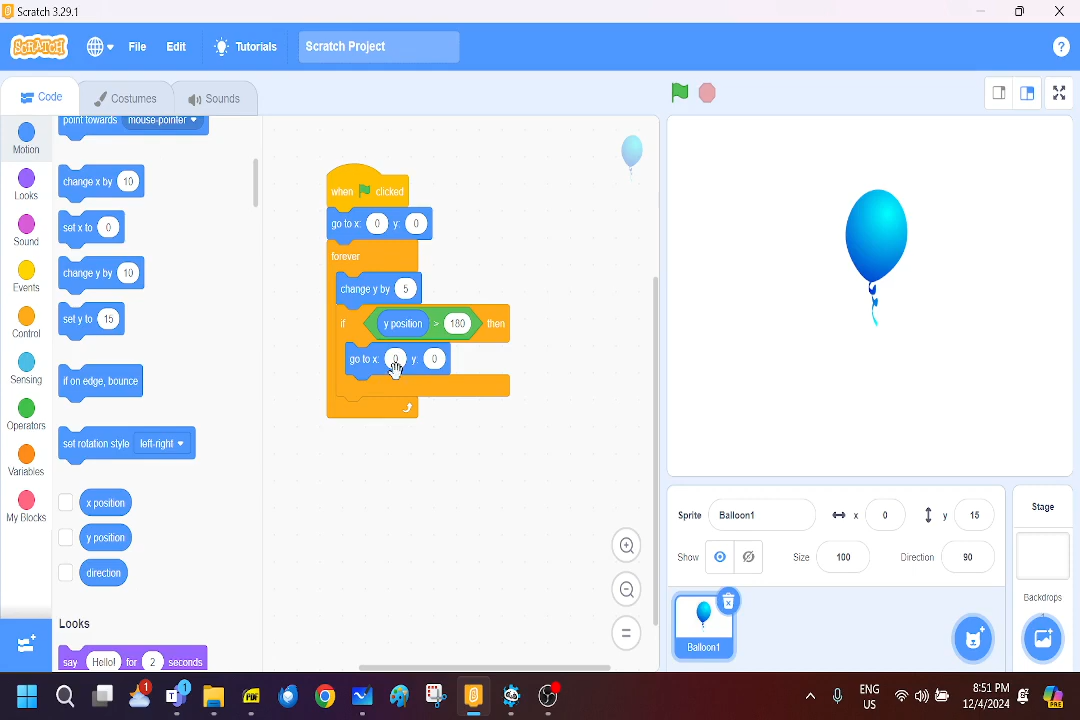 Scratch 3.29.1
SCRATCH File Edit Tutorials Scratch Project ?
Code Costumes Sounds
Motion
Looks
Sound
Events
Control
Sensing
Operators
Variables
My Blocks
point towards mouse-pointer
change x by 10
set x to 0
change y by 10
set y to 15
if on edge, bounce
set rotation style left-right
x position
y position
direction
Looks
say Hello! for 2 seconds
when clicked
go to x: 0 y: 0
forever
change y by 5
if y position > 180 then
go to x: 0 y: 0
Sprite Balloon1 x 0 y 15
Show Size 100 Direction 90
Balloon1
Stage
Backdrops
1
ENG
US
8:51 PM
12/4/2024